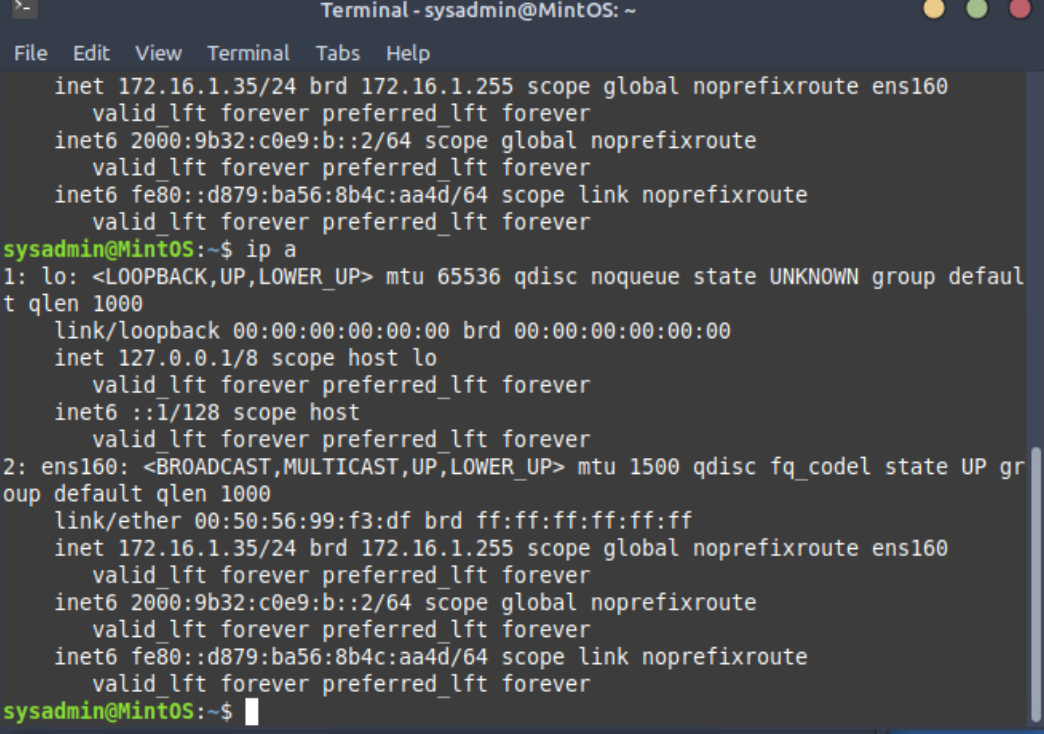 Terminal - sysadmin@MintOS: ~
File Edit View Terminal Tabs Help
    inet 172.16.1.35/24 brd 172.16.1.255 scope global noprefixroute ens160
       valid_lft forever preferred_lft forever
    inet6 2000:9b32:c0e9:b::2/64 scope global noprefixroute
       valid_lft forever preferred_lft forever
    inet6 fe80::d879:ba56:8b4c:aa4d/64 scope link noprefixroute
       valid_lft forever preferred_lft forever
sysadmin@MintOS:~$ ip a
1: lo: <LOOPBACK,UP,LOWER_UP> mtu 65536 qdisc noqueue state UNKNOWN group defaul
t qlen 1000
    link/loopback 00:00:00:00:00:00 brd 00:00:00:00:00:00
    inet 127.0.0.1/8 scope host lo
       valid_lft forever preferred_lft forever
    inet6 ::1/128 scope host
       valid_lft forever preferred_lft forever
2: ens160: <BROADCAST,MULTICAST,UP,LOWER_UP> mtu 1500 qdisc fq_codel state UP gr
oup default qlen 1000
    link/ether 00:50:56:99:f3:df brd ff:ff:ff:ff:ff:ff
    inet 172.16.1.35/24 brd 172.16.1.255 scope global noprefixroute ens160
       valid_lft forever preferred_lft forever
    inet6 2000:9b32:c0e9:b::2/64 scope global noprefixroute
       valid_lft forever preferred_lft forever
    inet6 fe80::d879:ba56:8b4c:aa4d/64 scope link noprefixroute
       valid_lft forever preferred_lft forever
sysadmin@MintOS:~$